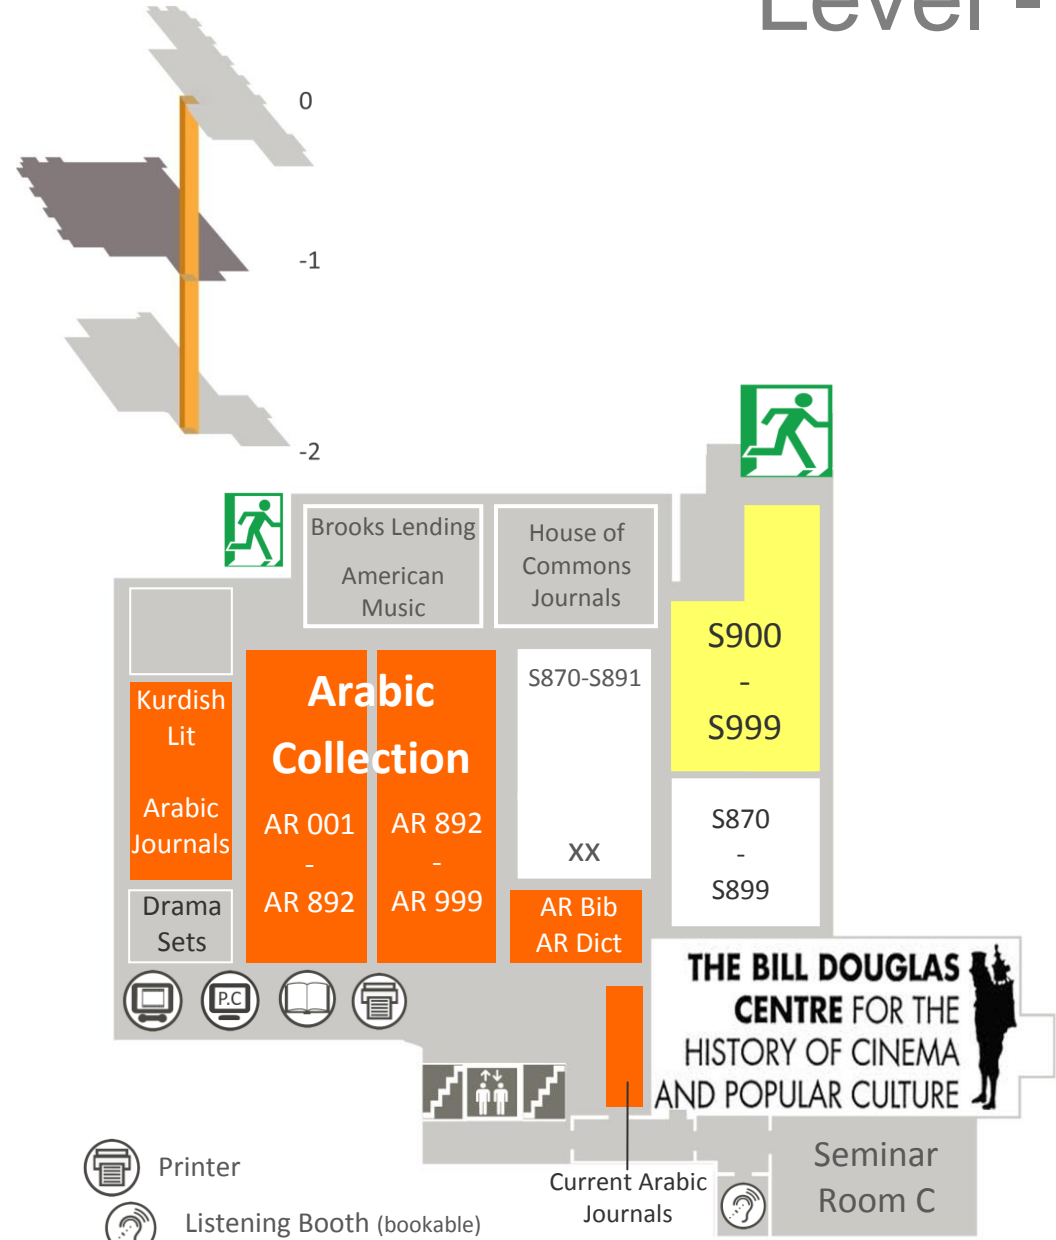 Level -
0
-1
-2
Brooks Lending
American
Music
House of
Commons
Journals
S900
-
S999
Kurdish
Lit
Arabic
Journals
Arabic
Collection
AR 001
-
AR 892
AR 892
-
AR 999
S870-S891
XX
S870
-
S899
Drama
Sets
AR Bib
AR Dict
P.C
THE BILL DOUGLAS
CENTRE FOR THE
HISTORY OF CINEMA
AND POPULAR CULTURE
Seminar
Room C
Current Arabic
Journals
Printer
Listening Booth (bookable)